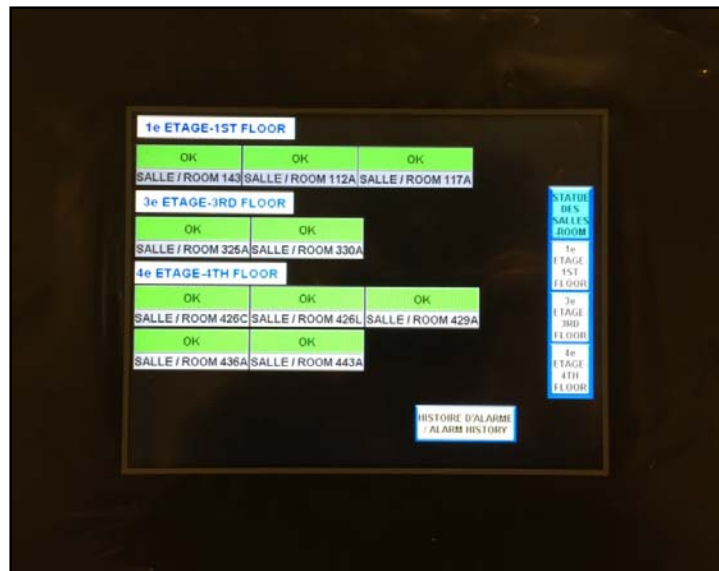 1e ETAGE-1ST FLOOR
OK OK OK
SALLE / ROOM 143 SALLE / ROOM 112A SALLE / ROOM 117A
3e ETAGE-3RD FLOOR
OK OK
SALLE / ROOM 325A SALLE / ROOM 330A
4e ETAGE-4TH FLOOR
OK OK OK
SALLE / ROOM 426C SALLE / ROOM 426L SALLE / ROOM 429A
OK OK
SALLE / ROOM 436A SALLE / ROOM 443A
STATUE
DES
SALLES
-ROOM
1e
ETAGE
1ST
FLOOR
3e
ETAGE
3RD
FLOOR
4e
ETAGE
4TH
FLOOR
HISTOIRE D'ALARME
/ ALARM HISTORY